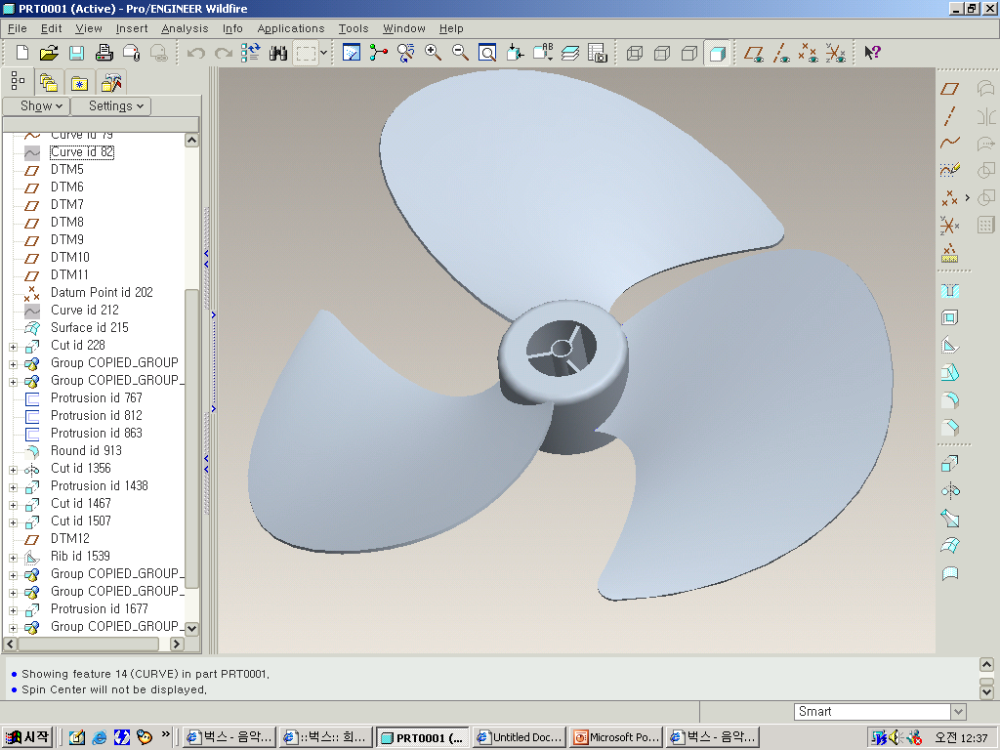 PRT0001 (Active) - Pro/ENGINEER Wildfire
File Edit View Insert Analysis Info Applications Tools Window Help
Show Settings
Curve id 79
Curve id 82
DTM5
DTM6
DTM7
DTM8
DTM9
DTM10
DTM11
Datum Point id 202
Curve id 212
Surface id 215
Cut id 228
Group COPIED_GROUP
Group COPIED_GROUP_
Protrusion id 767
Protrusion id 812
Protrusion id 863
Round id 913
Cut id 1356
Protrusion id 1438
Cut id 1467
Cut id 1507
DTM12
Rib id 1539
Group COPIED_GROUP_
Group COPIED_GROUP_
Protrusion id 1677
Group COPIED_GROUP_
Showing feature 14 (CURVE) in part PRT0001.
Spin Center will not be displayed.
Smart
시작 » 벅스 - 음악... ::벅스:: 희... PRT0001 (... Untitled Doc... Microsoft Po... 벅스 - 음악... 오전 12:37